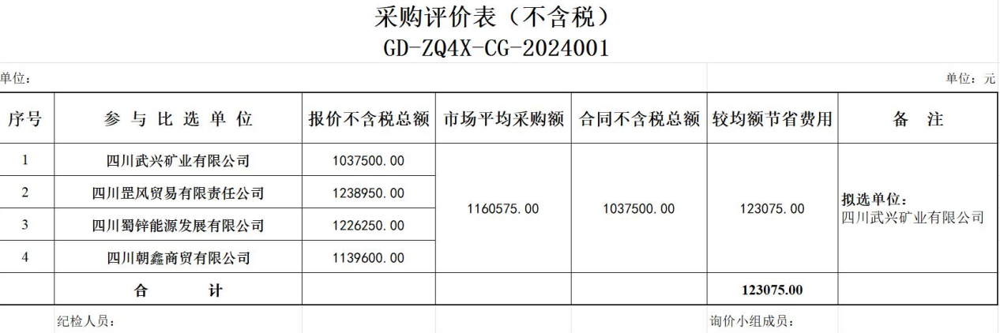 采购评价表（不含税）
GD-ZQ4X-CG-2024001
单位： 单位：元
序号 参与比选单位 报价不含税总额 市场平均采购额 合同不含税总额 较均额节省费用 备 注
1 四川武兴矿业有限公司 1037500.00
2 四川罡风贸易有限责任公司 1238950.00
1160575.00 1037500.00 123075.00 拟选单位：
四川武兴矿业有限公司
3 四川蜀锌能源发展有限公司 1226250.00
4 四川朝鑫商贸有限公司 1139600.00
合 计 123075.00
纪检人员： 询价小组成员：